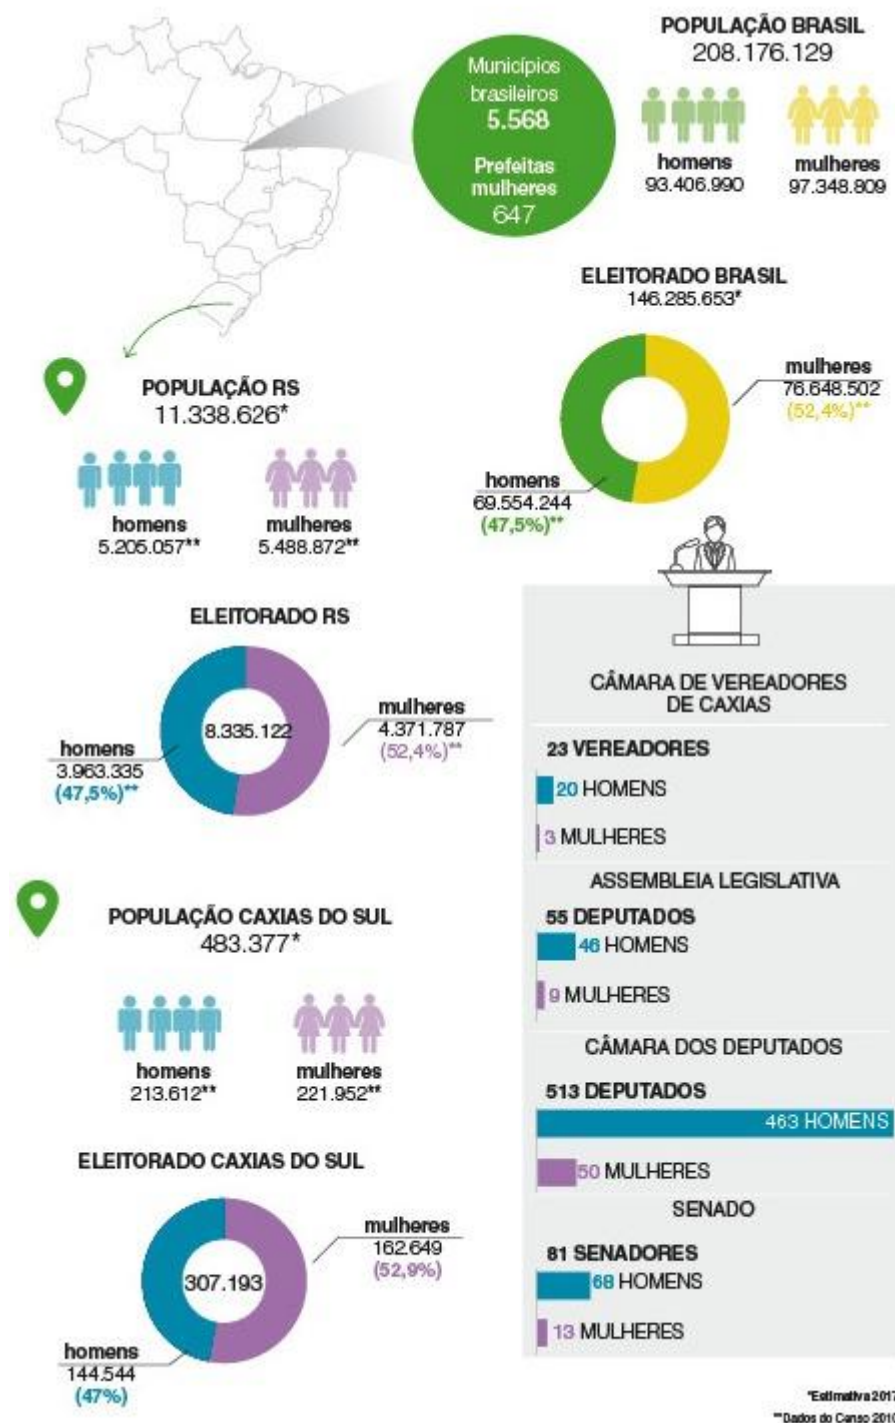 POPULAÇÃO BRASIL
208.176.129
homens
93.406.990
mulheres
97.348.809
Municípios
brasileiros
5.568
Prefeitas
mulheres
647
ELEITORADO BRASIL
146.285.653*
mulheres
76.648.502
(52,4%)**
homens
69.554.244
(47,5%)**
POPULAÇÃO RS
11.338.626*
homens
5.205.057**
mulheres
5.488.872**
ELEITORADO RS
8.335.122
mulheres
4.371.787
(52,4%)**
homens
3.963.335
(47,5%)**
POPULAÇÃO CAXIAS DO SUL
483.377*
homens
213.612**
mulheres
221.952**
ELEITORADO CAXIAS DO SUL
307.193
mulheres
162.649
(52,9%)
homens
144.544
(47%)
CÂMARA DE VEREADORES
DE CAXIAS
23 VEREADORES
20 HOMENS
3 MULHERES
ASSEMBLEIA LEGISLATIVA
55 DEPUTADOS
46 HOMENS
9 MULHERES
CÂMARA DOS DEPUTADOS
513 DEPUTADOS
463 HOMENS
50 MULHERES
SENADO
81 SENADORES
68 HOMENS
13 MULHERES
*Estimativa 2017
**Dados do Censo